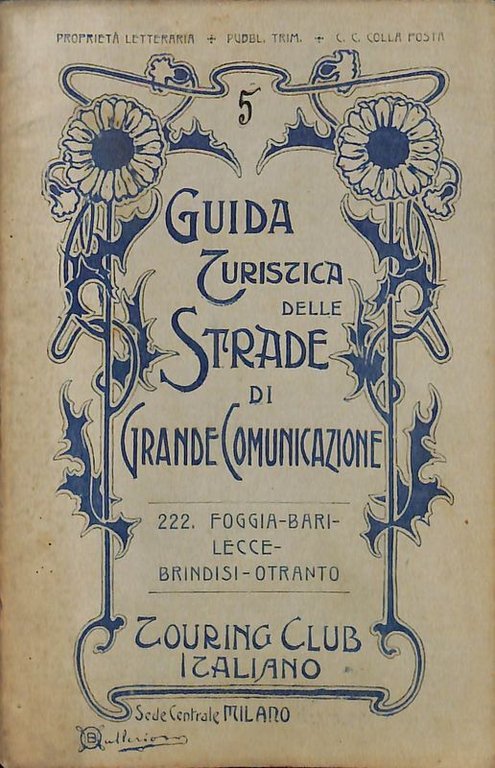 PROPRIETÀ LETTERARIA + PUBBL. TRIM. + C. C. COLLA POSTA
5
GUIDA
TURISTICA
DELLE
STRADE
DI
GRANDE COMUNICAZIONE
222. FOGGIA-BARI-
LECCE-
BRINDISI-OTRANTO
TOURING CLUB
ITALIANO
Sede Centrale MILANO